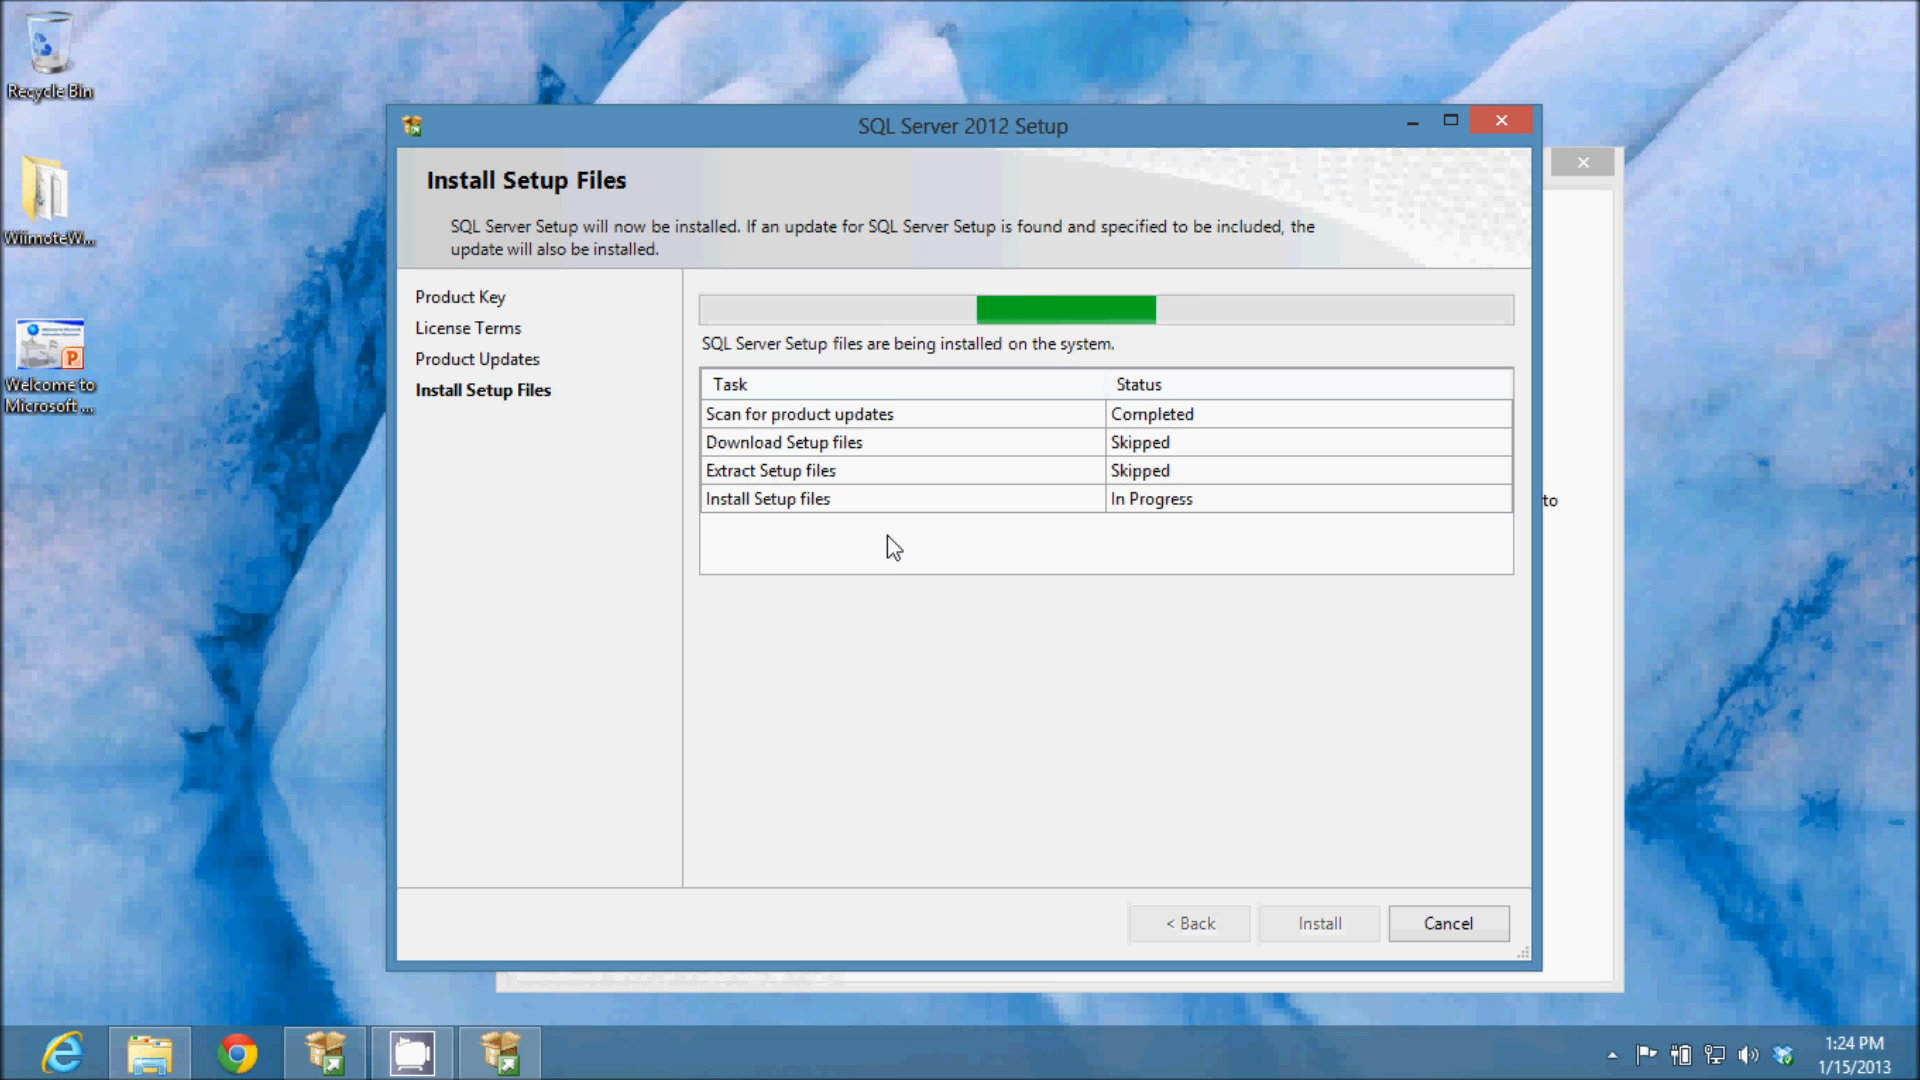 Recycle Bin
WiimoteW...
Welcome to
Microsoft ...
SQL Server 2012 Setup
Install Setup Files
SQL Server Setup will now be installed. If an update for SQL Server Setup is found and specified to be included, the
update will also be installed.
Product Key
License Terms
Product Updates
Install Setup Files
SQL Server Setup files are being installed on the system.
Task Status
Scan for product updates Completed
Download Setup files Skipped
Extract Setup files Skipped
Install Setup files In Progress
to
< Back Install Cancel
1:24 PM
1/15/2013